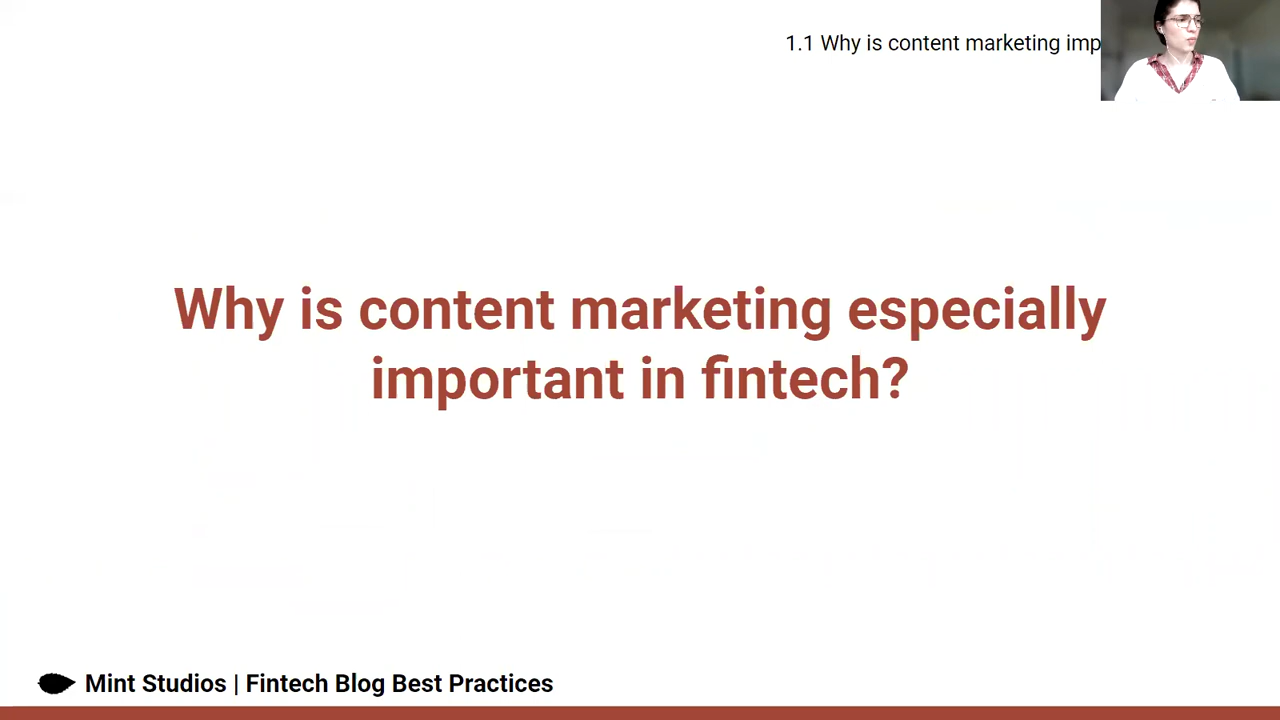 1.1 Why is content marketing
Why is content marketing especially
important in fintech?
Mint Studios | Fintech Blog Best Practices